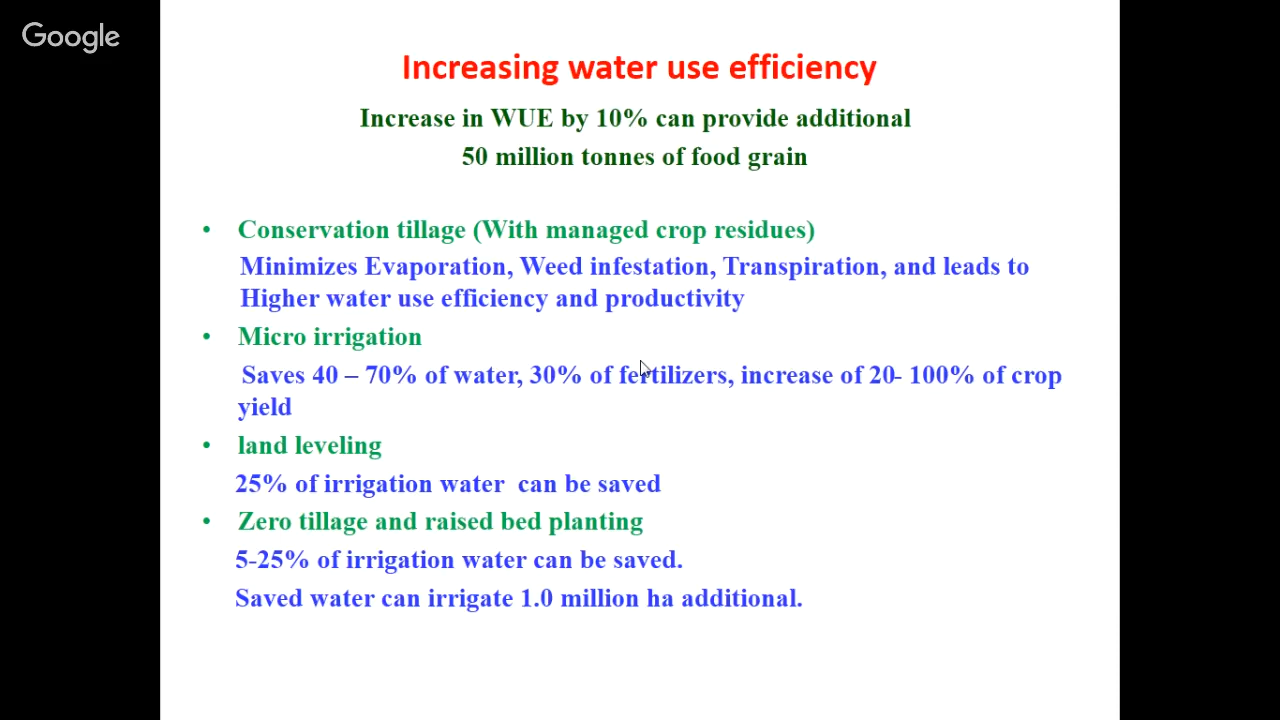 Google
Increasing water use efficiency
Increase in WUE by 10% can provide additional
50 million tonnes of food grain
• Conservation tillage (With managed crop residues)
Minimizes Evaporation, Weed infestation, Transpiration, and leads to
Higher water use efficiency and productivity
• Micro irrigation
Saves 40 – 70% of water, 30% of fertilizers, increase of 20- 100% of crop
yield
• land leveling
25% of irrigation water  can be saved
• Zero tillage and raised bed planting
5-25% of irrigation water can be saved.
Saved water can irrigate 1.0 million ha additional.